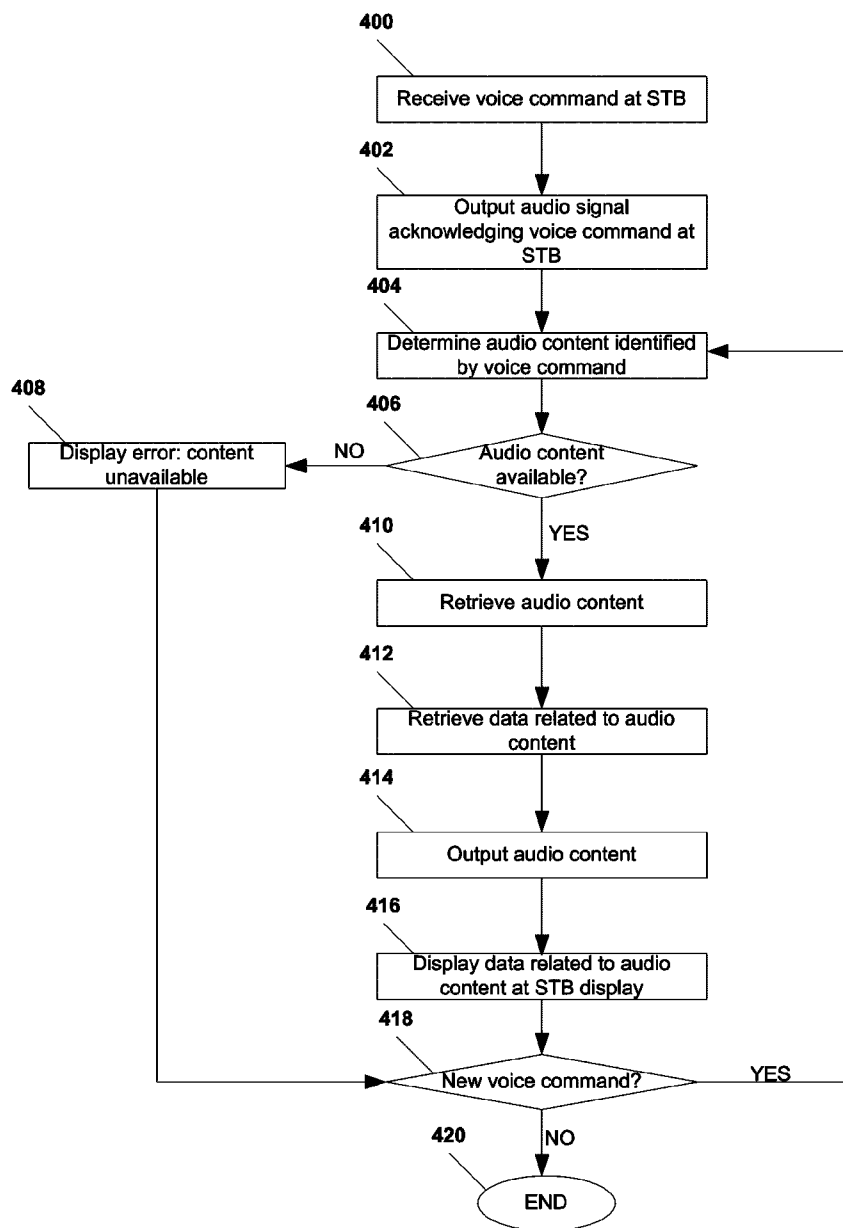 400
Receive voice command at STB
402
Output audio signal
acknowledging voice command at
STB
404
Determine audio content identified
by voice command
408
Display error: content
unavailable
NO
406
Audio content
available?
YES
410
Retrieve audio content
412
Retrieve data related to audio
content
414
Output audio content
416
Display data related to audio
content at STB display
418
New voice command?
YES
NO
420
END